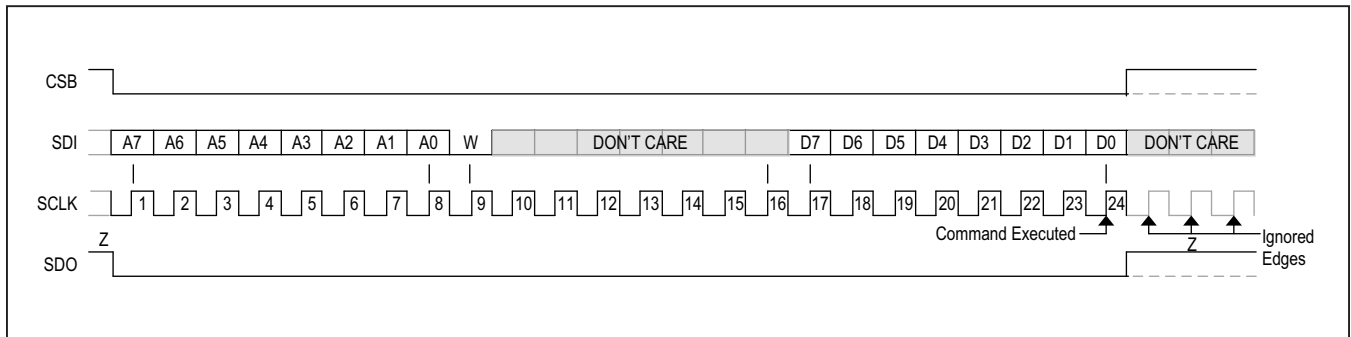 CSB
SDI A7 A6 A5 A4 A3 A2 A1 A0 W DON'T CARE D7 D6 D5 D4 D3 D2 D1 D0 DON'T CARE
SCLK 1 2 3 4 5 6 7 8 9 10 11 12 13 14 15 16 17 18 19 20 21 22 23 24
Command Executed Ignored
Z Z Edges
SDO